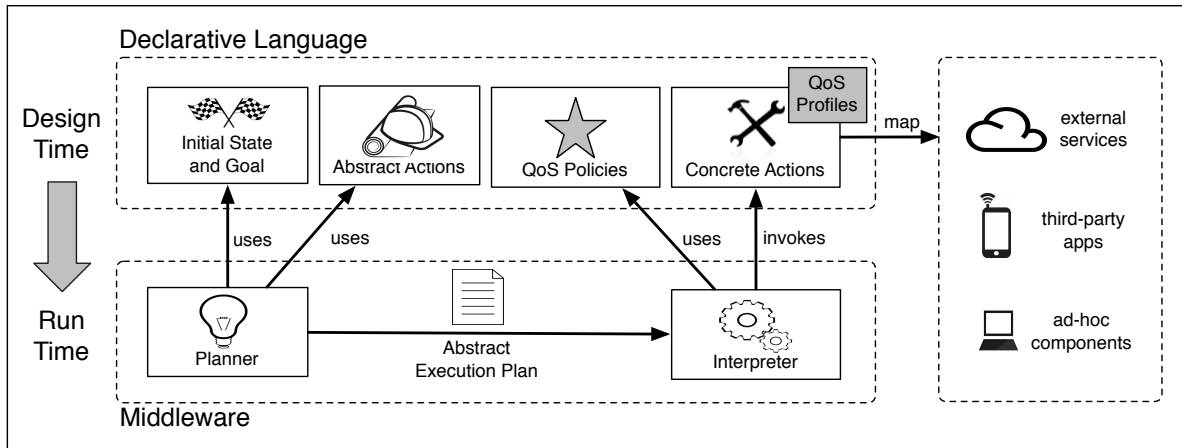 Declarative Language
Design
Time
Initial State
and Goal
Abstract Actions
QoS Policies
Concrete Actions
QoS
Profiles
map
external
services
third-party
apps
ad-hoc
components
uses
uses
uses
invokes
Run
Time
Planner
Abstract
Execution Plan
Interpreter
Middleware